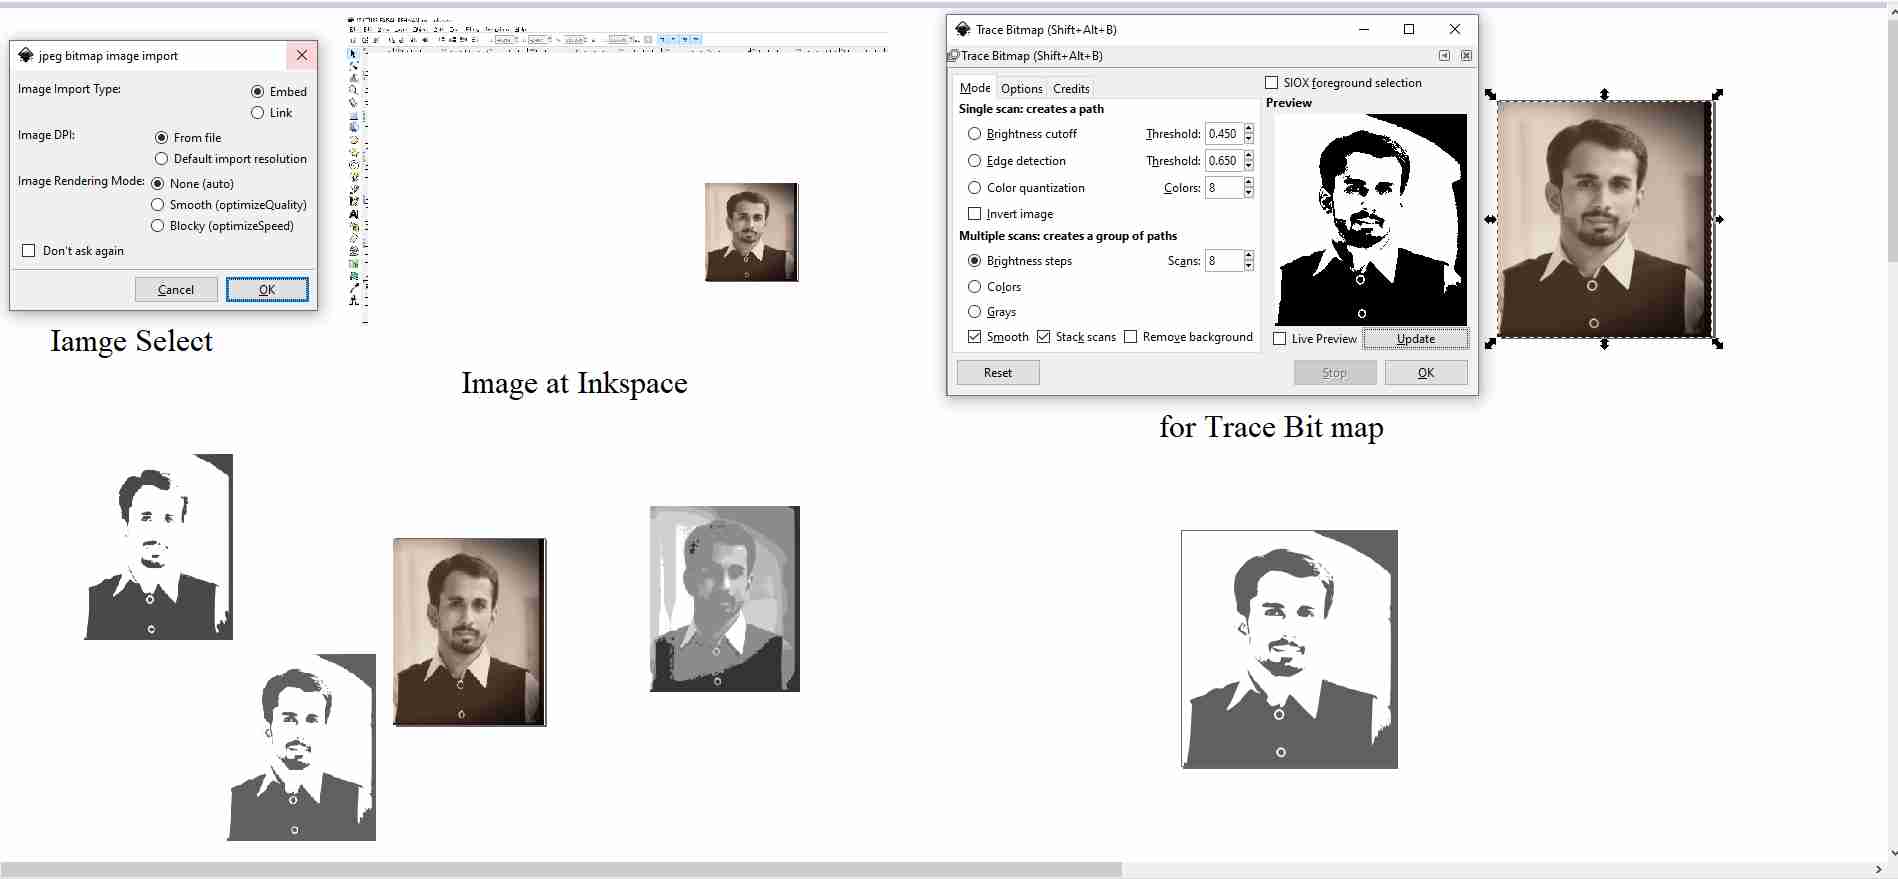 jpeg bitmap image import
Image Import Type:
Embed
Link
Image DPI:
From file
Default import resolution
Image Rendering Mode:
None (auto)
Smooth (optimizeQuality)
Blocky (optimizeSpeed)
Don't ask again
Cancel
OK
Iamge Select
Image at Inkspace
Trace Bitmap (Shift+Alt+B)
Trace Bitmap (Shift+Alt+B)
Mode Options Credits
SIOX foreground selection
Preview
Single scan: creates a path
Brightness cutoff Threshold: 0.450
Edge detection Threshold: 0.650
Color quantization Colors: 8
Invert image
Multiple scans: creates a group of paths
Brightness steps Scans: 8
Colors
Grays
Smooth Stack scans Remove background
Live Preview Update
Reset Stop OK
for Trace Bit map